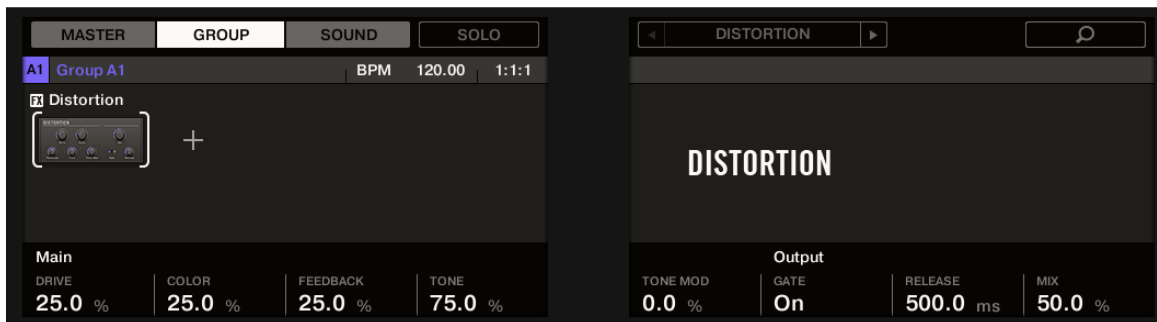 MASTER GROUP SOUND SOLO
A1 Group A1 BPM 120.00 1:1:1
FX Distortion
DISTORTION
Main
DRIVE COLOR FEEDBACK TONE
25.0 % 25.0 % 25.0 % 75.0 %
DISTORTION
DISTORTION
Output
TONE MOD GATE RELEASE MIX
0.0 % On 500.0 ms 50.0 %